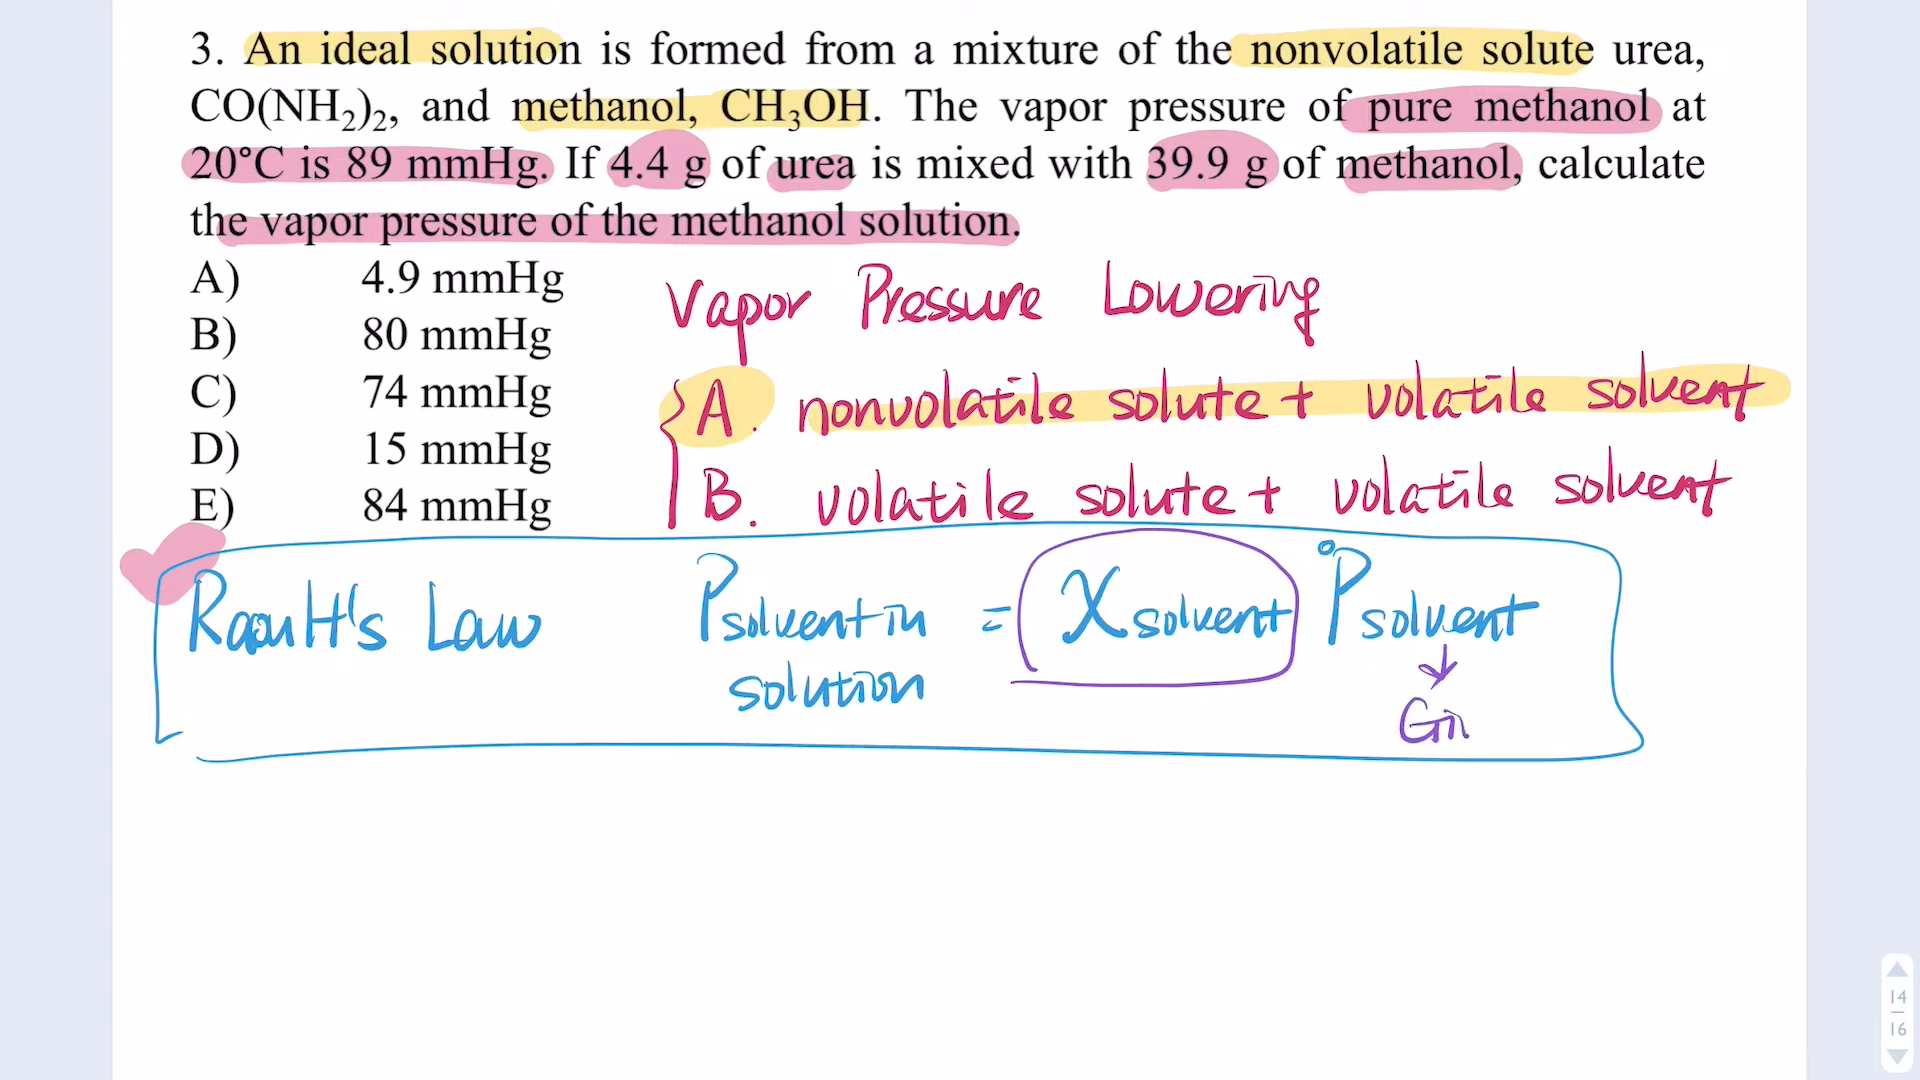 3. An ideal solution is formed from a mixture of the nonvolatile solute urea,
CO(NH₂)₂, and methanol, CH₃OH. The vapor pressure of pure methanol at
20°C is 89 mmHg. If 4.4 g of urea is mixed with 39.9 g of methanol, calculate
the vapor pressure of the methanol solution.
A) 4.9 mmHg
B) 80 mmHg
C) 74 mmHg
D) 15 mmHg
E) 84 mmHg
Vapor Pressure Lowering
A. nonvolatile solute + volatile solvent
B. volatile solute + volatile solvent
Raoult's Law P solvent in solution = X solvent P° solvent
↓
Gi
14
16